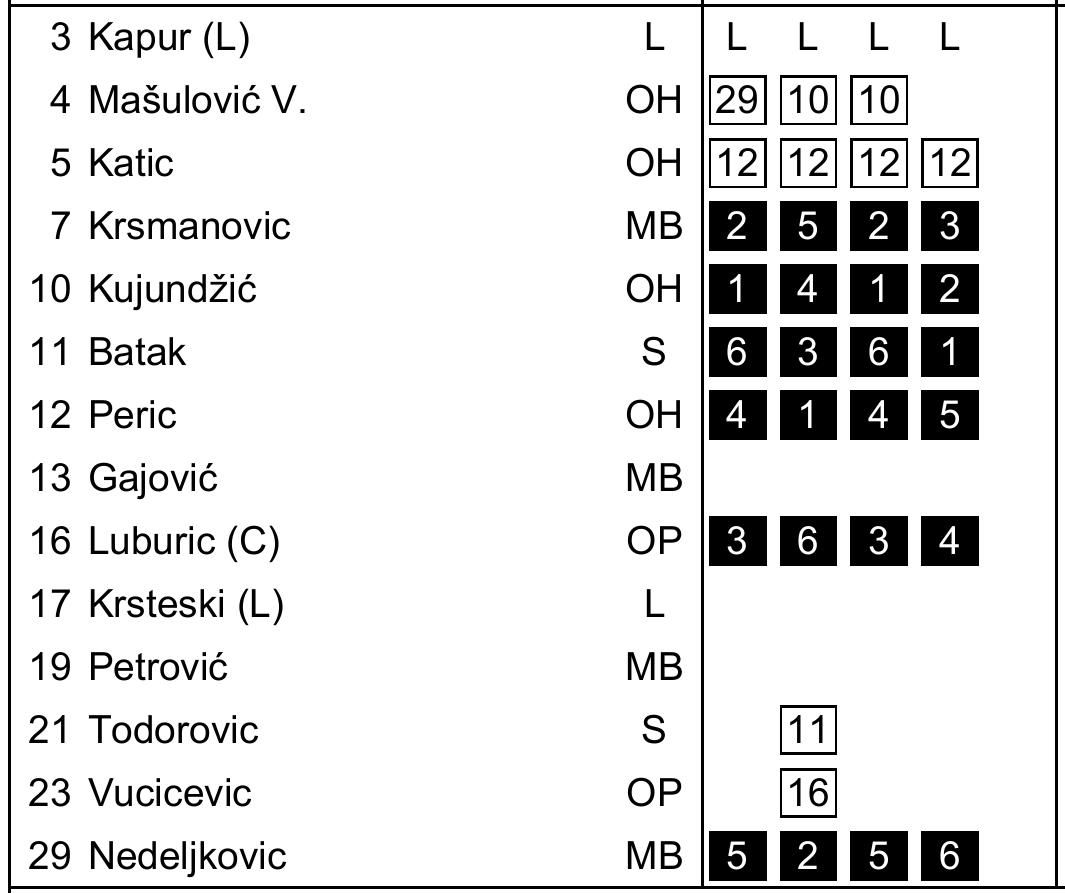 3 Kapur (L) L L L L L
4 Mašulović V. OH 29 10 10
5 Katic OH 12 12 12 12
7 Krsmanovic MB 2 5 2 3
10 Kujundžić OH 1 4 1 2
11 Batak S 6 3 6 1
12 Peric OH 4 1 4 5
13 Gajović MB
16 Luburic (C) OP 3 6 3 4
17 Krsteski (L) L
19 Petrović MB
21 Todorovic S 11
23 Vucicevic OP 16
29 Nedeljkovic MB 5 2 5 6